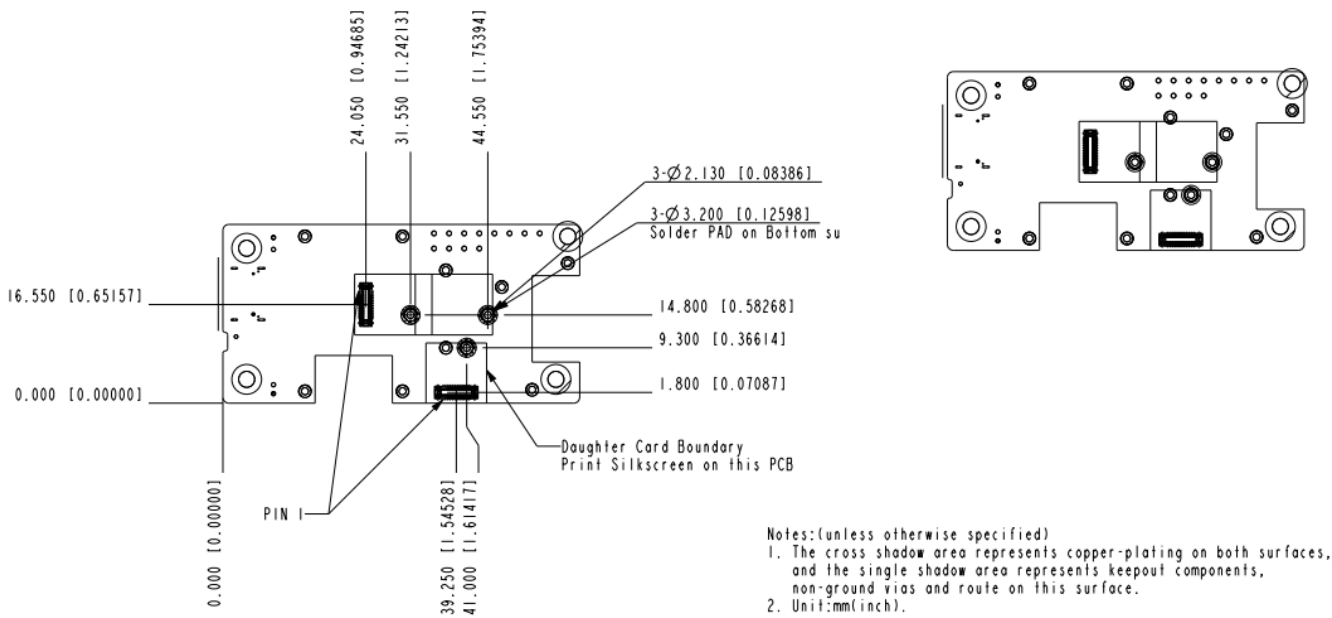 24.050 [0.94685]
31.550 [1.24213]
44.550 [1.75394]
3-Ø2.130 [0.08386]
3-Ø3.200 [0.12598]
Solder PAD on Bottom su
16.550 [0.65157]
14.800 [0.58268]
9.300 [0.36614]
1.800 [0.07087]
0.000 [0.00000]
Daughter Card Boundary
Print Silkscreen on this PCB
PIN 1
0.000 [0.00000]
39.250 [1.54528]
41.000 [1.61417]
Notes:(unless otherwise specified)
1. The cross shadow area represents copper-plating on both surfaces,
and the single shadow area represents keepout components,
non-ground vias and route on this surface.
2. Unit:mm(inch).